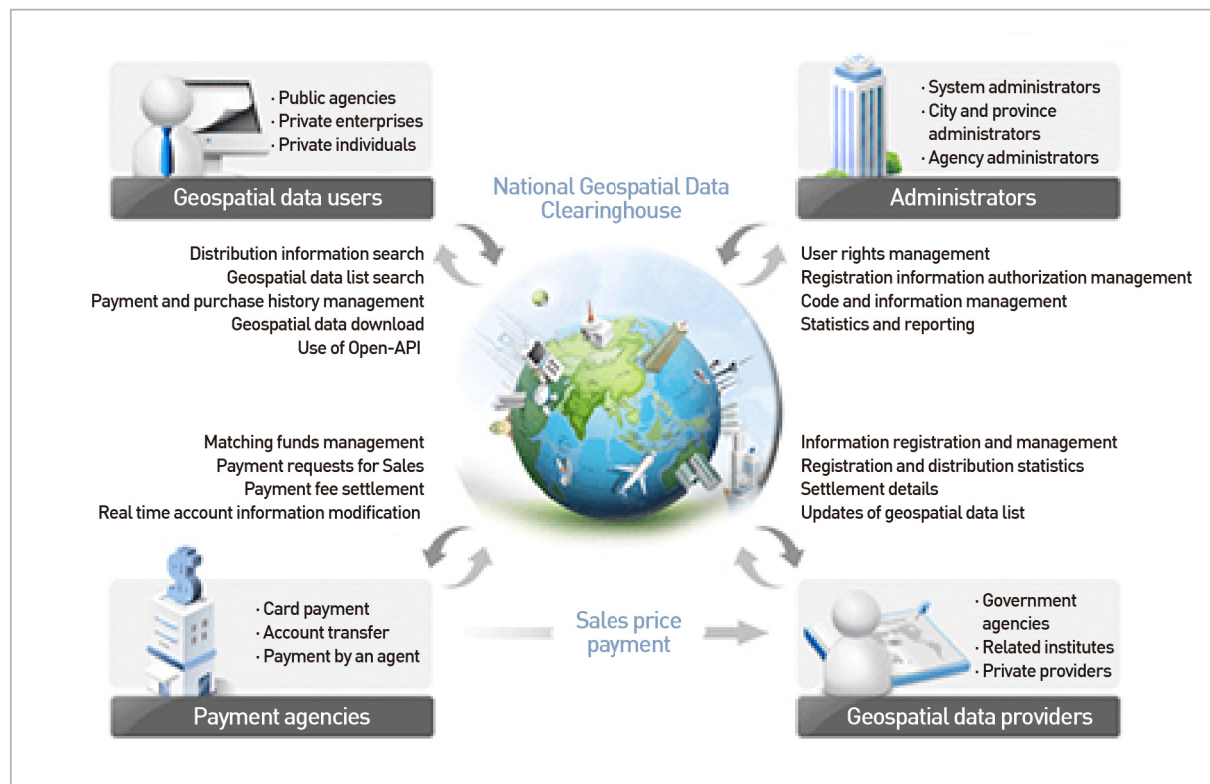 · Public agencies
· Private enterprises
· Private individuals
Geospatial data users
· System administrators
· City and province
administrators
· Agency administrators
Administrators
National Geospatial Data
Clearinghouse
Distribution information search
Geospatial data list search
Payment and purchase history management
Geospatial data download
Use of Open-API
User rights management
Registration information authorization management
Code and information management
Statistics and reporting
Matching funds management
Payment requests for Sales
Payment fee settlement
Real time account information modification
Information registration and management
Registration and distribution statistics
Settlement details
Updates of geospatial data list
· Card payment
· Account transfer
· Payment by an agent
Payment agencies
Sales price
payment
· Government
agencies
· Related institutes
· Private providers
Geospatial data providers